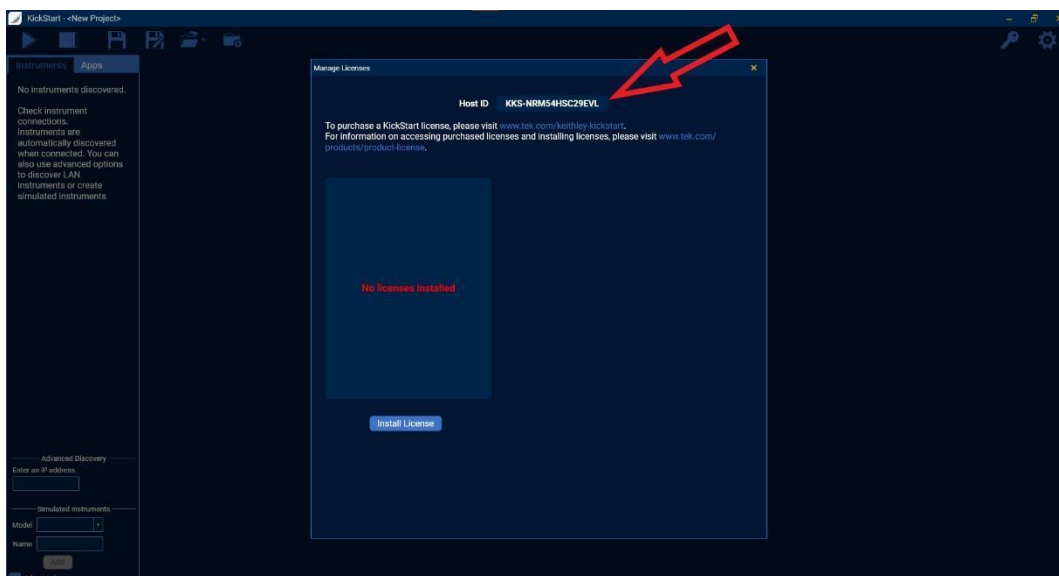 KickStart - <New Project>
Instruments Apps
No instruments discovered.
Check instrument
connections.
Instruments are
automatically discovered
when connected. You can
also use advanced options
to discover LAN
instruments or create
simulated instruments
Advanced Discovery
Enter an IP address.
Simulated Instruments
Model
Name
Add
Manage Licenses
Host ID KKS-NRM54HSC29EVL
To purchase a KickStart license, please visit www.tek.com/keithley-kickstart.
For information on accessing purchased licenses and installing licenses, please visit www.tek.com/
products/product-license.
No licenses installed
Install License